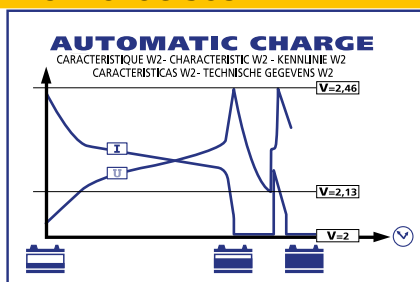 AUTOMATIC CHARGE
CARACTERISTIQUE W2- CHARACTERISTIC W2 - KENNLINIE W2
CARACTERISTICAS W2- TECHNISCHE GEGEVENS W2
V=2,46
I
U
V=2,13
V=2